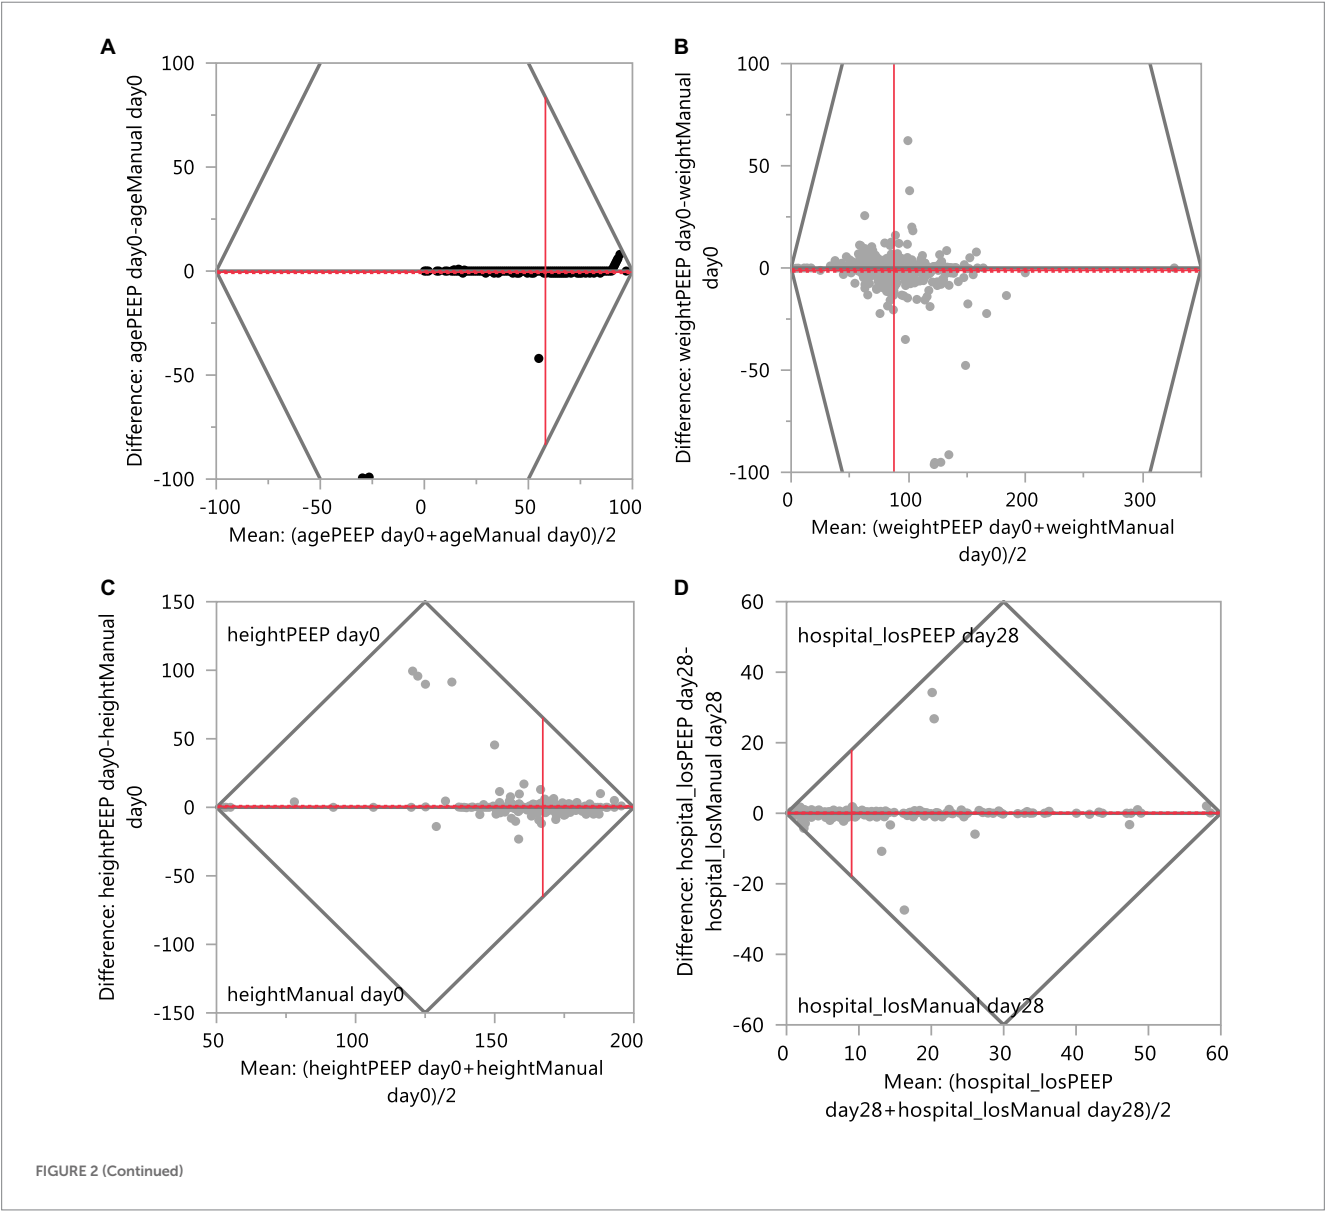 A
100
50
0
-50
-100
Difference: agePEEP day0-ageManual day0
-100 -50 0 50 100
Mean: (agePEEP day0+ageManual day0)/2
B
100
50
0
-50
-100
Difference: weightPEEP day0-weightManual
day0
0 100 200 300
Mean: (weightPEEP day0+weightManual
day0)/2
C
150
100
50
0
-50
-100
-150
Difference: heightPEEP day0-heightManual
day0
heightPEEP day0
heightManual day0
50 100 150 200
Mean: (heightPEEP day0+heightManual
day0)/2
D
60
40
20
0
-20
-40
-60
Difference: hospital_losPEEP day28-
hospital_losManual day28
hospital_losPEEP day28
hospital_losManual day28
0 10 20 30 40 50 60
Mean: (hospital_losPEEP
day28+hospital_losManual day28)/2
FIGURE 2 (Continued)